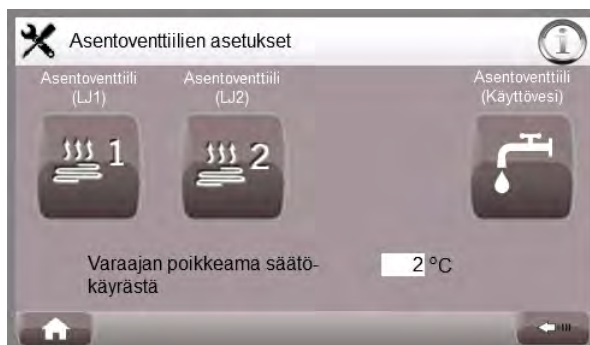 Asentoventtiilien asetukset
Asentoventtiili
(LJ1)
Asentoventtiili
(LJ2)
Asentoventtiili
(Käyttövesi)
1
2
Varaajan poikkeama säätö-
käyrästä
2 °C